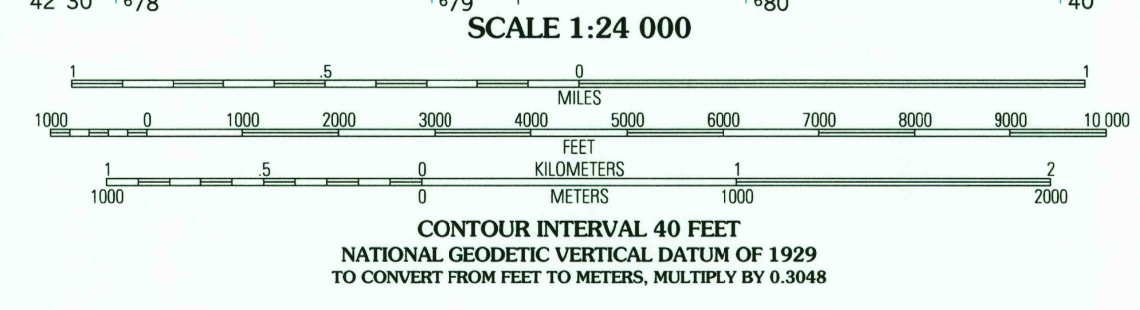 42'30" ⁶78 ⁶79 ⁶80 40'
SCALE 1:24 000
1 .5 0 1
MILES
1000 0 1000 2000 3000 4000 5000 6000 7000 8000 9000 10 000
FEET
1 .5 0 KILOMETERS 1 2
1000 0 METERS 1000 2000
CONTOUR INTERVAL 40 FEET
NATIONAL GEODETIC VERTICAL DATUM OF 1929
TO CONVERT FROM FEET TO METERS, MULTIPLY BY 0.3048